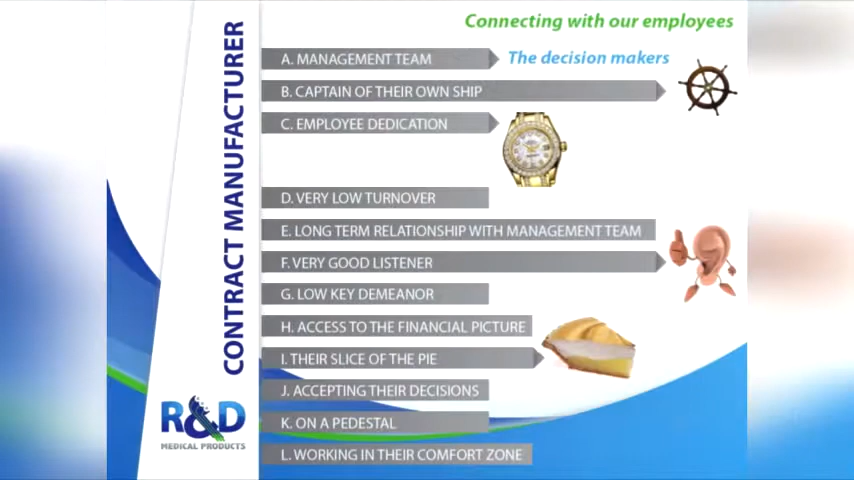 Connecting with our employees
CONTRACT MANUFACTURER
A. MANAGEMENT TEAM
The decision makers
B. CAPTAIN OF THEIR OWN SHIP
C. EMPLOYEE DEDICATION
D. VERY LOW TURNOVER
E. LONG TERM RELATIONSHIP WITH MANAGEMENT TEAM
F. VERY GOOD LISTENER
G. LOW KEY DEMEANOR
H. ACCESS TO THE FINANCIAL PICTURE
I. THEIR SLICE OF THE PIE
J. ACCEPTING THEIR DECISIONS
K. ON A PEDESTAL
L. WORKING IN THEIR COMFORT ZONE
R&D
MEDICAL PRODUCTS